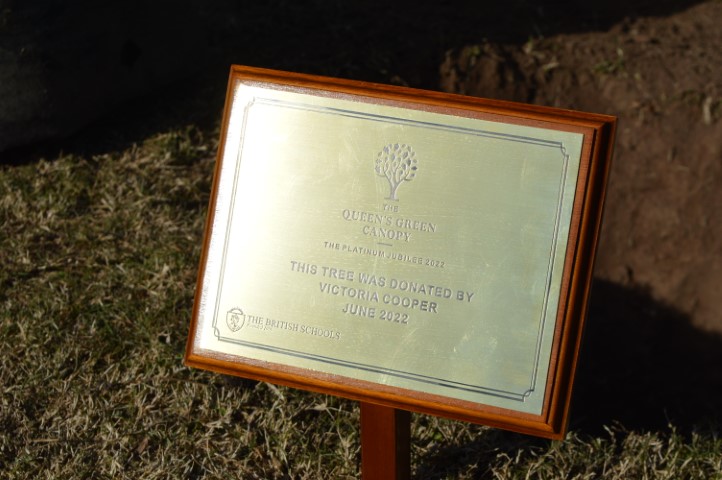 THE
QUEEN'S GREEN
CANOPY
THE PLATINUM JUBILEE 2022
THIS TREE WAS DONATED BY
VICTORIA COOPER
JUNE 2022
THE BRITISH SCHOOLS